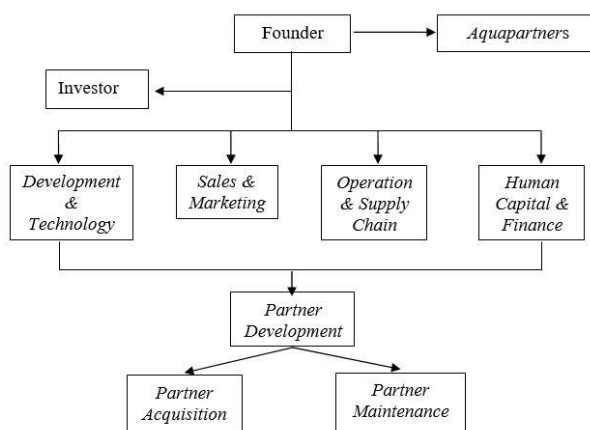 Founder
Aquapartners
Investor
Development
&
Technology
Sales &
Marketing
Operation
& Supply
Chain
Human
Capital &
Finance
Partner
Development
Partner
Acquisition
Partner
Maintenance